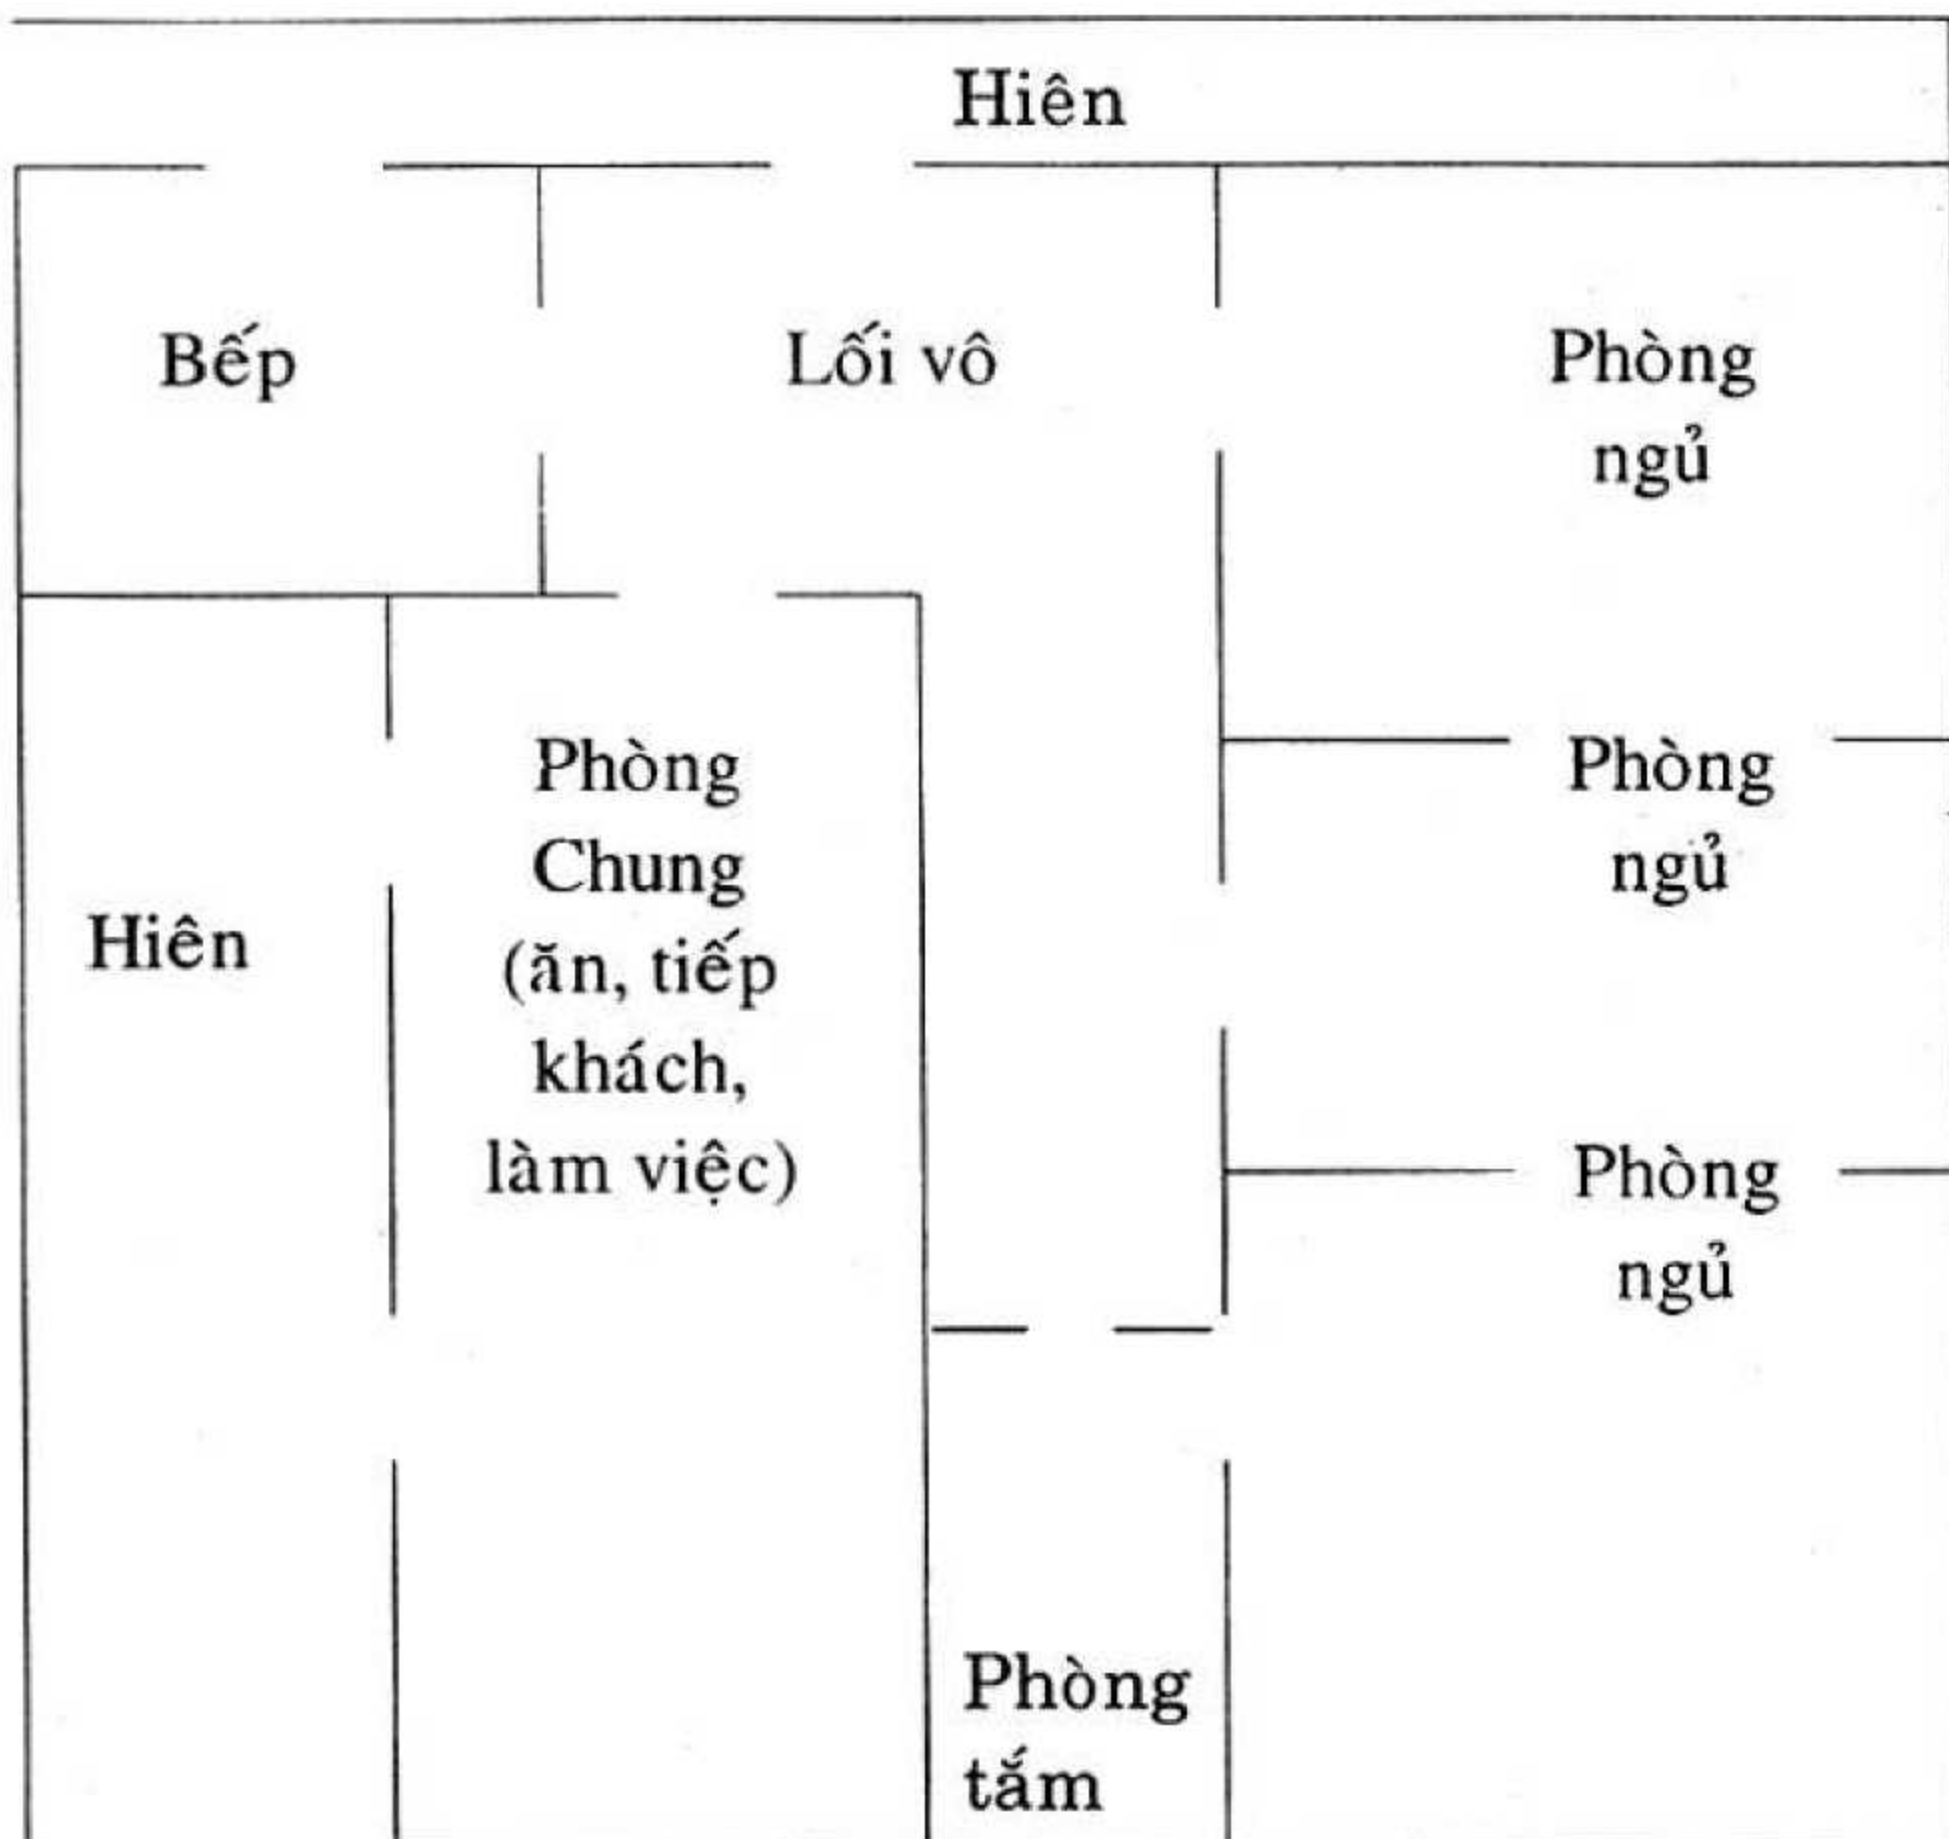 Hiên
Bếp
Lối vô
Phòng
ngủ
Phòng
Chung
(ăn, tiếp
khách,
làm việc)
Hiên
Phòng
ngủ
Phòng
ngủ
Phòng
tắm